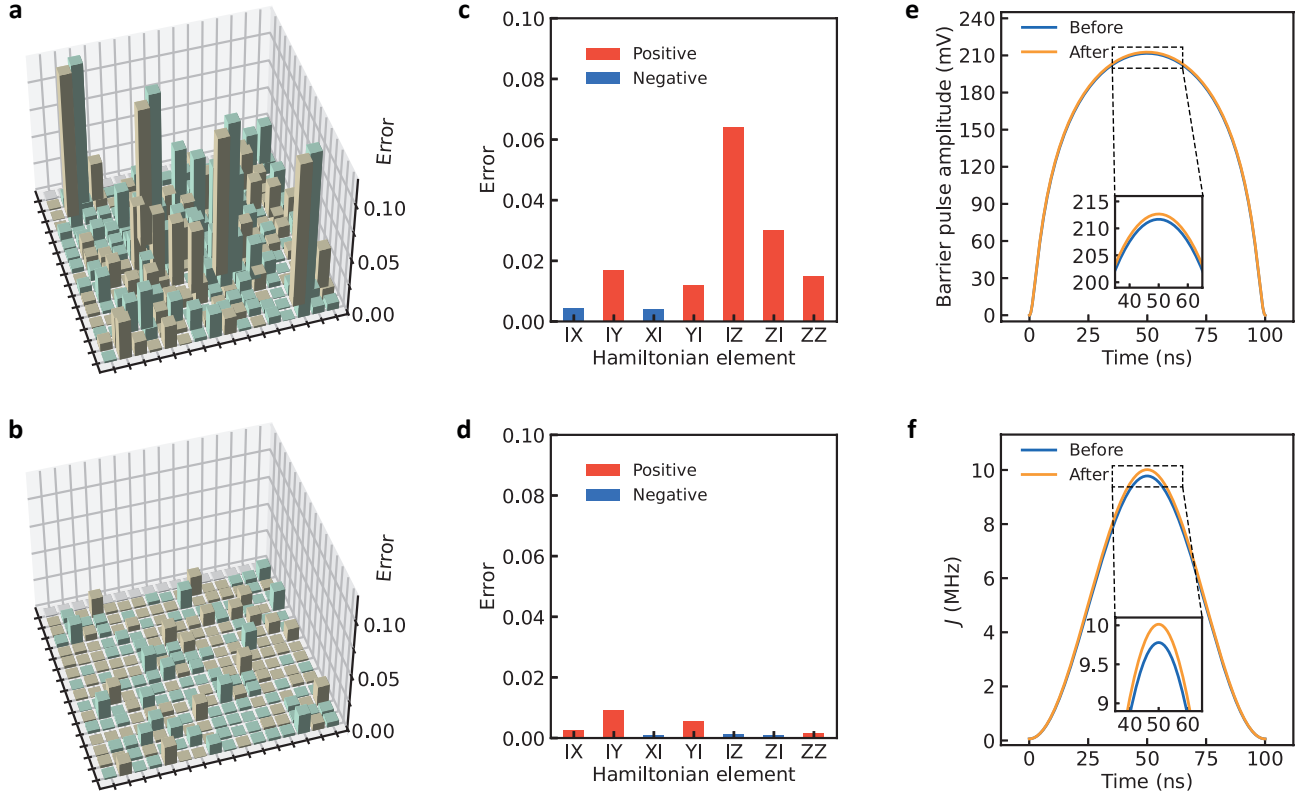 a
Error
0.10
0.05
0.00
c
0.10
0.08
0.06
0.04
0.02
0.00
Error
Positive
Negative
IX IY XI YI IZ ZI ZZ
Hamiltonian element
e
240
210
180
150
120
90
60
30
0
Barrier pulse amplitude (mV)
Before
After
215
210
205
200
40 50 60
0 25 50 75 100
Time (ns)
b
Error
0.10
0.05
0.00
d
0.10
0.08
0.06
0.04
0.02
0.00
Error
Positive
Negative
IX IY XI YI IZ ZI ZZ
Hamiltonian element
f
10
8
6
4
2
0
J (MHz)
Before
After
10
9.5
9
40 50 60
0 25 50 75 100
Time (ns)